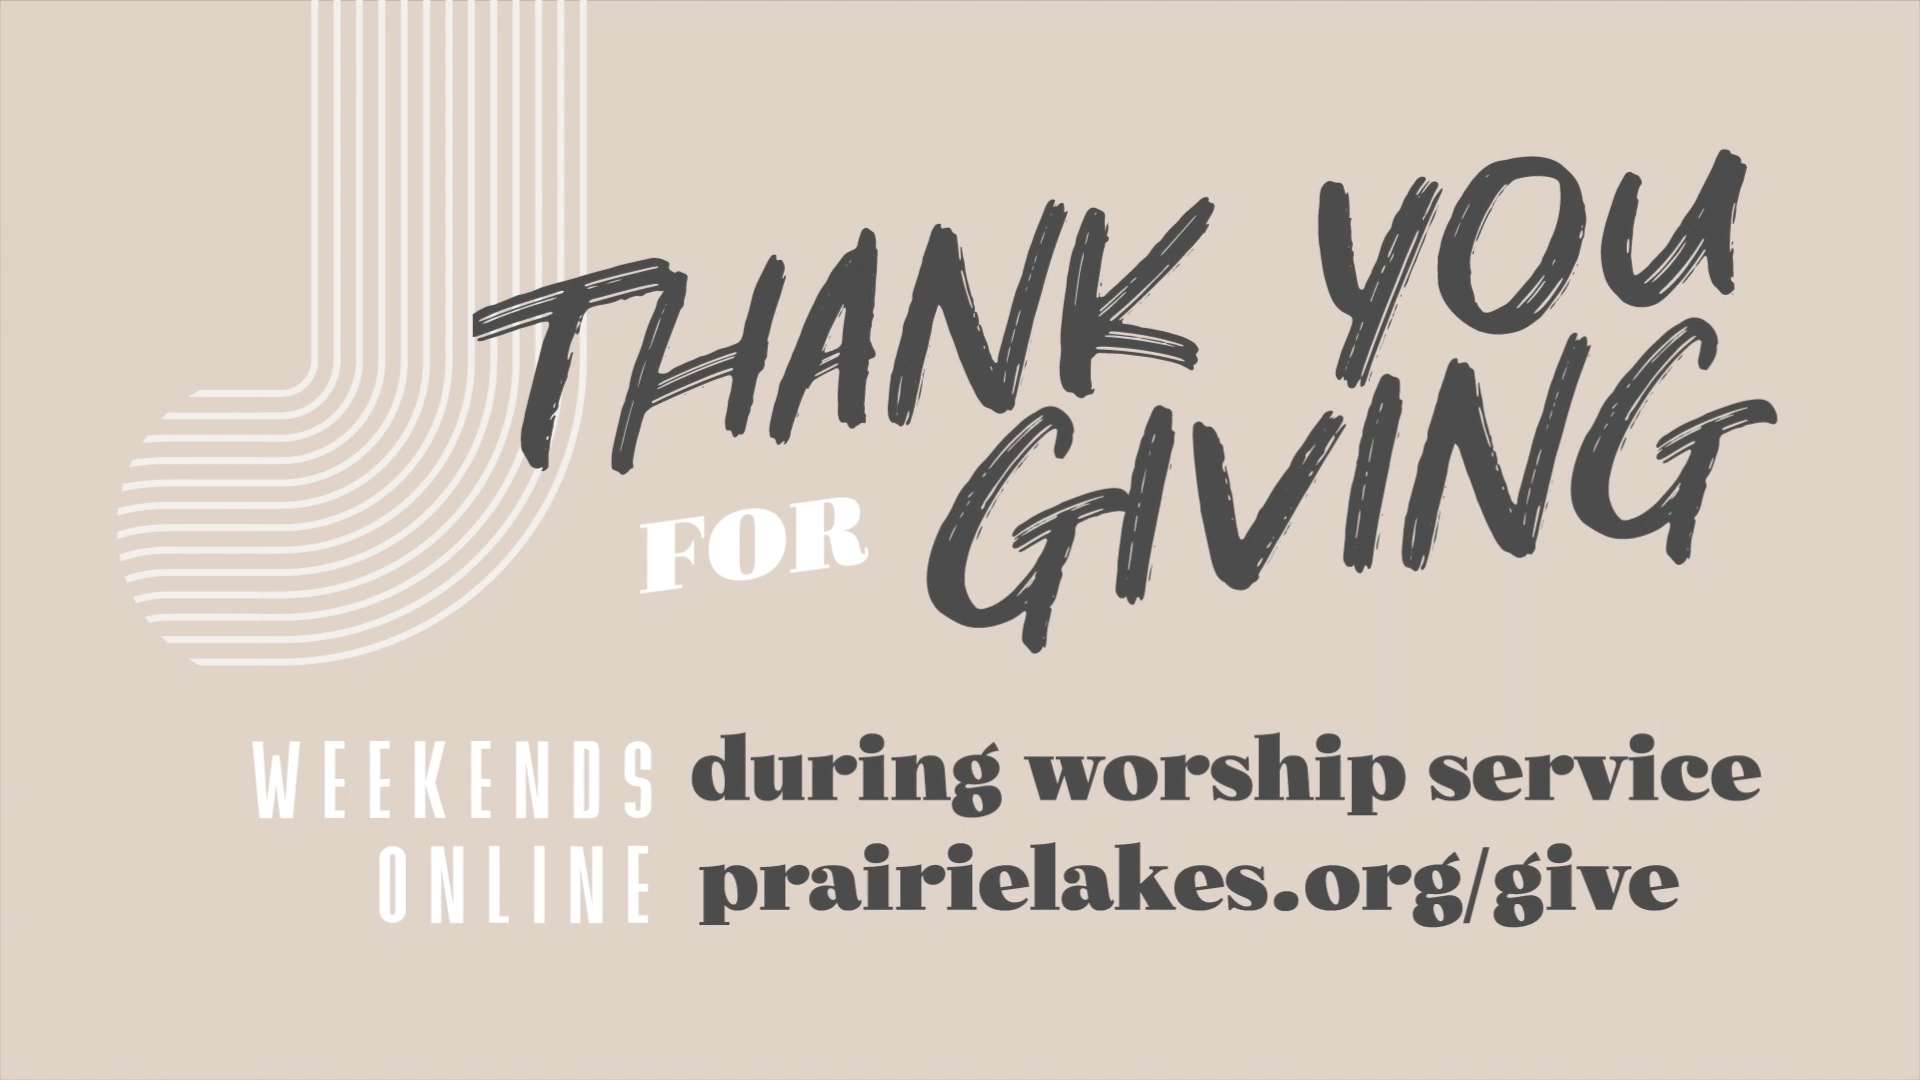 THANK YOU
FOR GIVING
WEEKENDS during worship service
ONLINE prairielakes.org/give